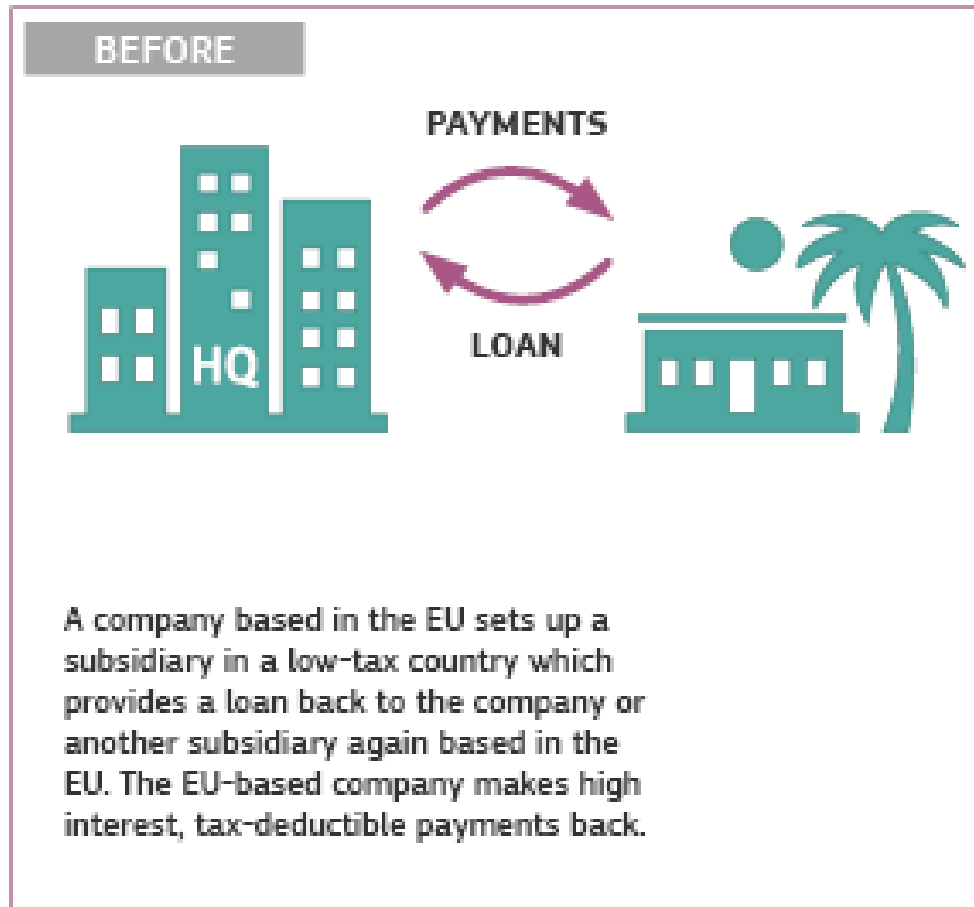 BEFORE
PAYMENTS
LOAN
HQ
A company based in the EU sets up a
subsidiary in a low-tax country which
provides a loan back to the company or
another subsidiary again based in the
EU. The EU-based company makes high
interest, tax-deductible payments back.